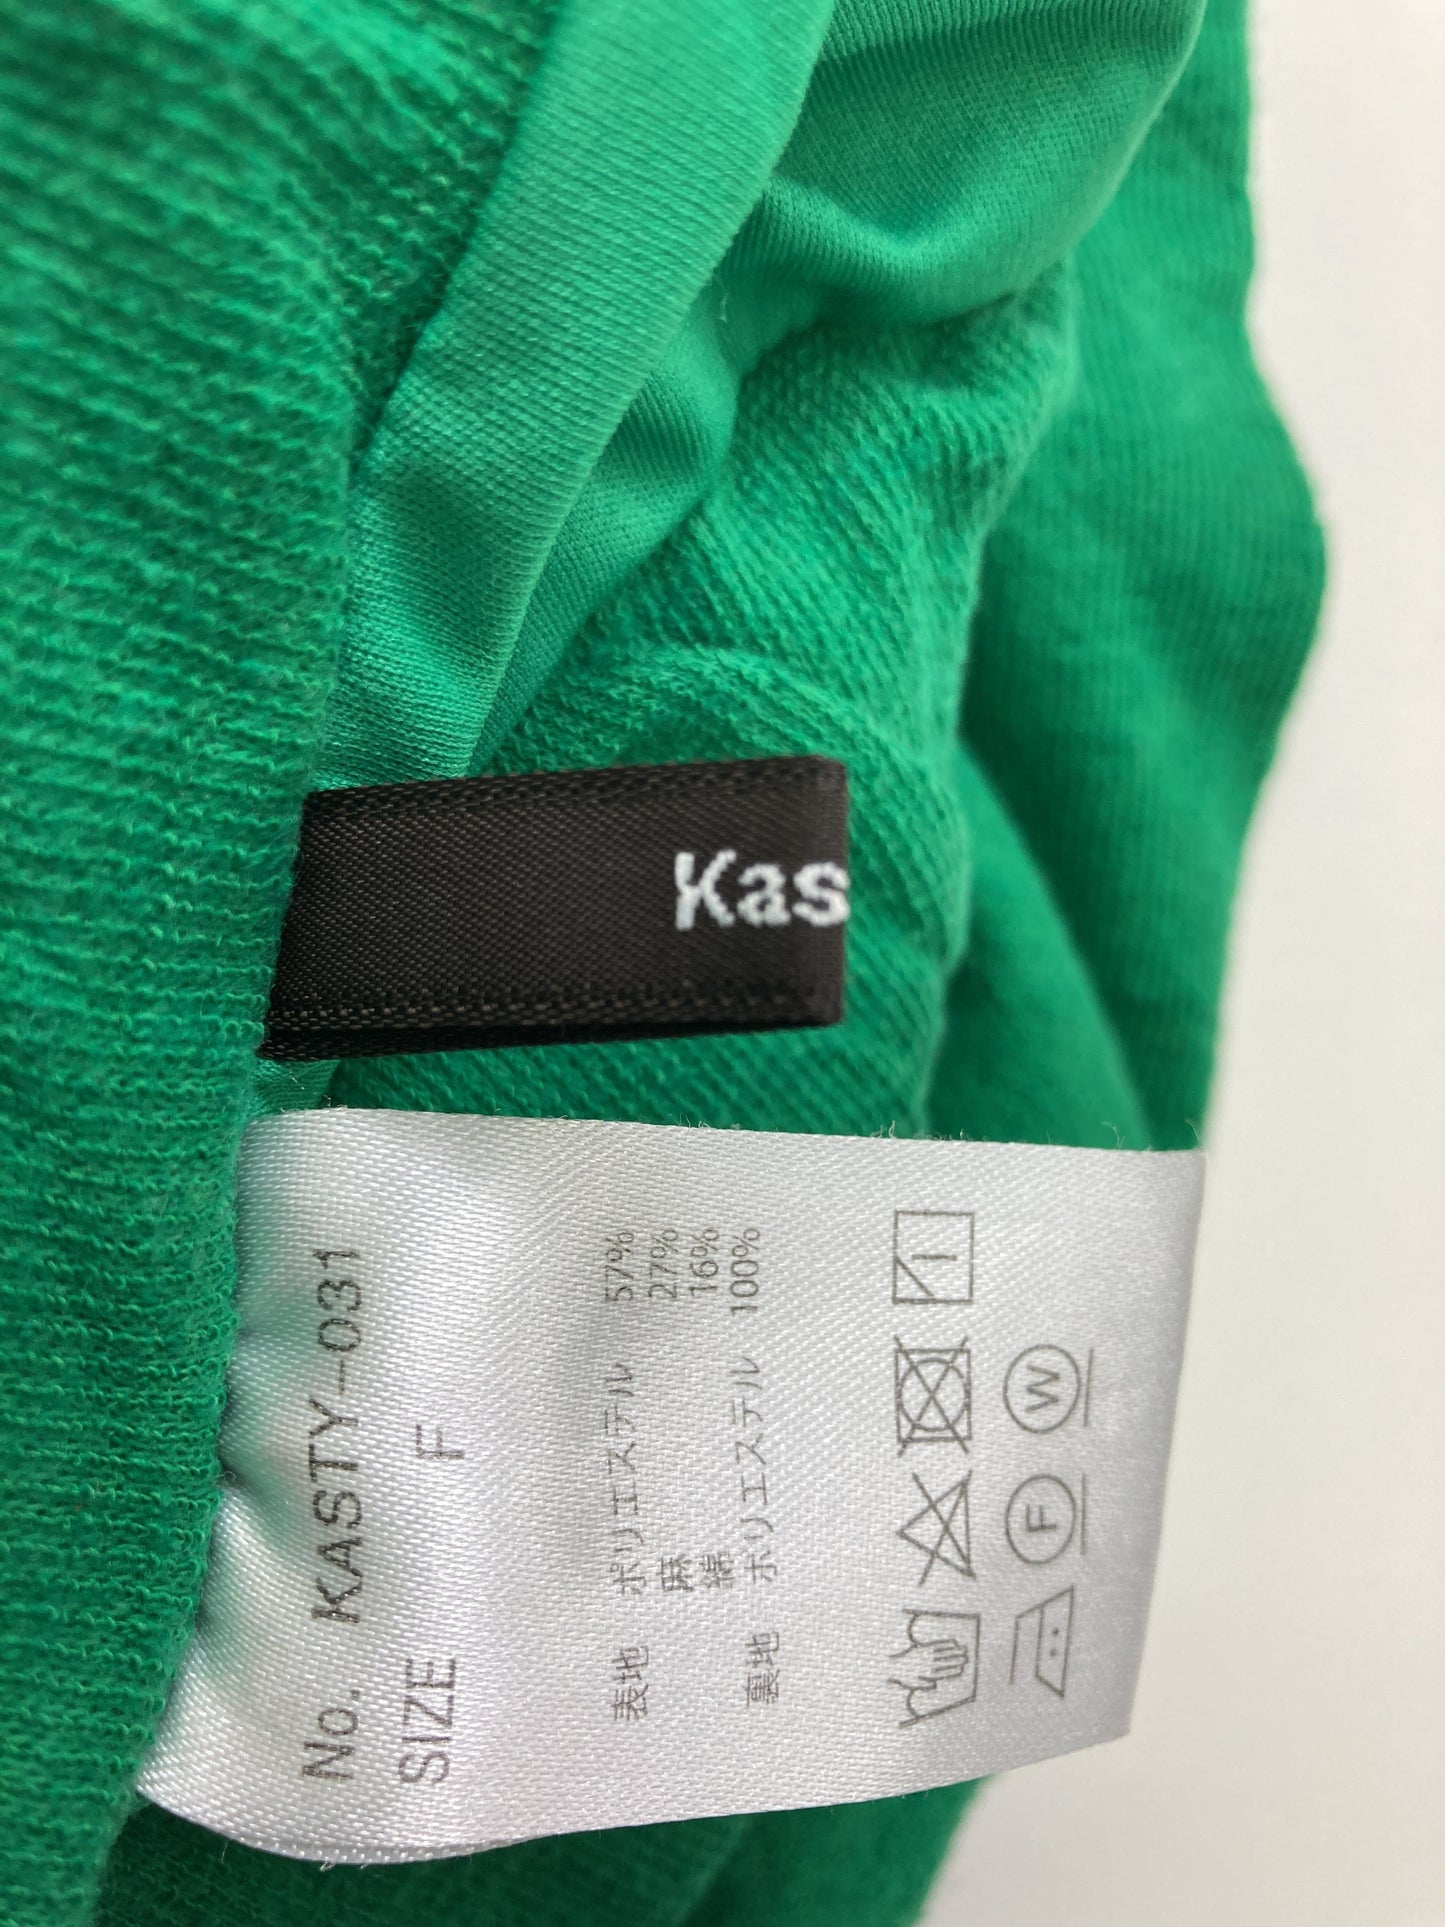 Kas
No. KASTY-031
SIZE F
表地 ポリエステル 57%
麻 27%
綿 16%
裏地 ポリエステル 100%
W
F